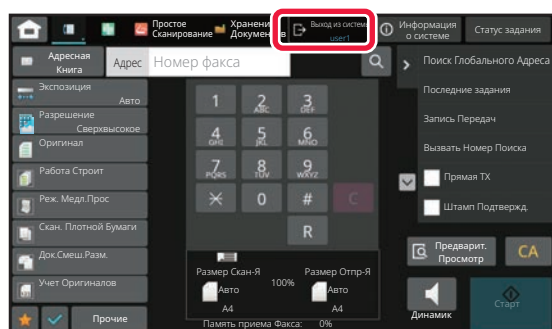 Простое
Сканирование
Хранени
Документ в
Выход из систем
user1
Информация
о системе
Статус задания
Адресная
Книга
Адрес
Номер факса
Поиск Глобального Адреса
Экспозиция
Авто
Разрешение
Сверхвысокое
Оригинал
Работа Строит
Реж. Медл.Прос
Скан. Плотной Бумаги
Док.Смеш.Разм.
Учет Оригиналов
Прочие
1
2
ABC
3
DEF
4
GHI
5
JKL
6
MNO
7
PQRS
8
TUV
9
WXYZ
0
#
C
R
Размер Скан-Я
Авто
A4
100%
Размер Отпр-Я
Авто
A4
Память приема Факса: 0%
Последние задания
Запись Передач
Вызвать Номер Поиска
Прямая TX
Штамп Подтвержд.
Предварит.
Просмотр
CA
Динамик
Старт